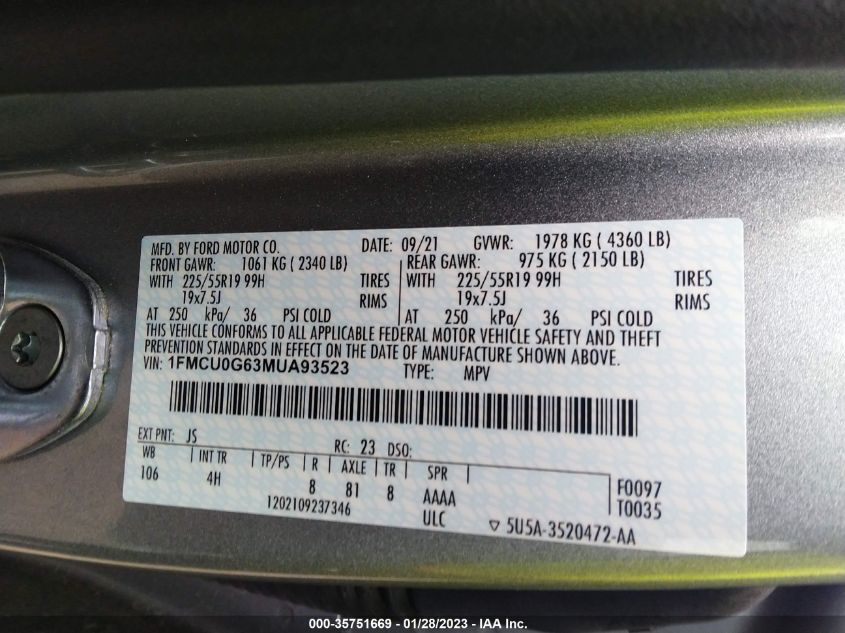 MFD. BY FORD MOTOR CO. DATE: 09/21 GVWR: 1978 KG ( 4360 LB)
FRONT GAWR: 1061 KG ( 2340 LB) REAR GAWR: 975 KG ( 2150 LB)
WITH 225/55R19 99H TIRES WITH 225/55R19 99H TIRES
19x7.5J RIMS 19x7.5J RIMS
AT 250 kPa/ 36 PSI COLD AT 250 kPa/ 36 PSI COLD
THIS VEHICLE CONFORMS TO ALL APPLICABLE FEDERAL MOTOR VEHICLE SAFETY AND THEFT
PREVENTION STANDARDS IN EFFECT ON THE DATE OF MANUFACTURE SHOWN ABOVE.
VIN: 1FMCU0G63MUA93523 TYPE: MPV
EXT PNT: JS RC: 23 DSO:
WB INT TR TP/PS R AXLE TR SPR
106 4H 8 81 8 AAAA F0097
1202109237346 ULC T0035
▽ 5U5A-3520472-AA
000-35751669 - 01/28/2023 - IAA Inc.